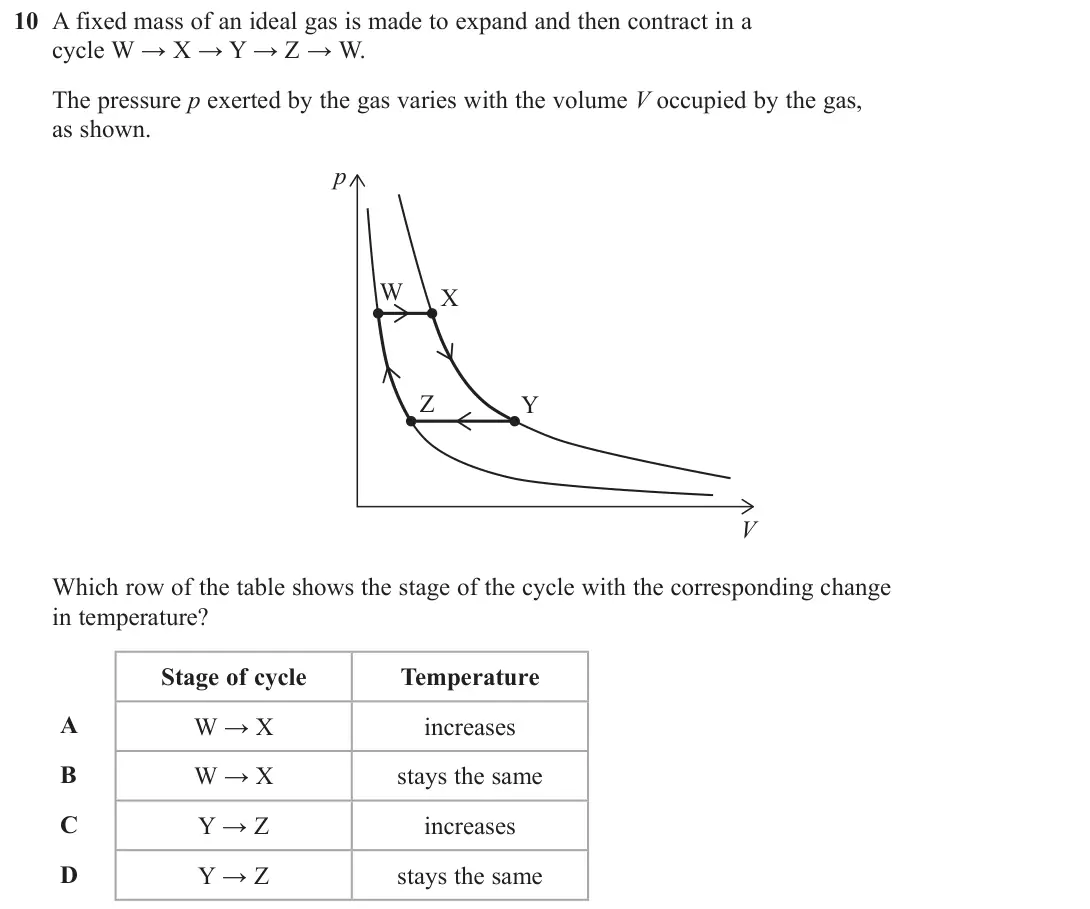 10 A fixed mass of an ideal gas is made to expand and then contract in a
cycle W → X → Y → Z → W.
The pressure p exerted by the gas varies with the volume V occupied by the gas,
as shown.
p
W
X
Z
Y
V
Which row of the table shows the stage of the cycle with the corresponding change
in temperature?
Stage of cycle Temperature
A W → X increases
B W → X stays the same
C Y → Z increases
D Y → Z stays the same